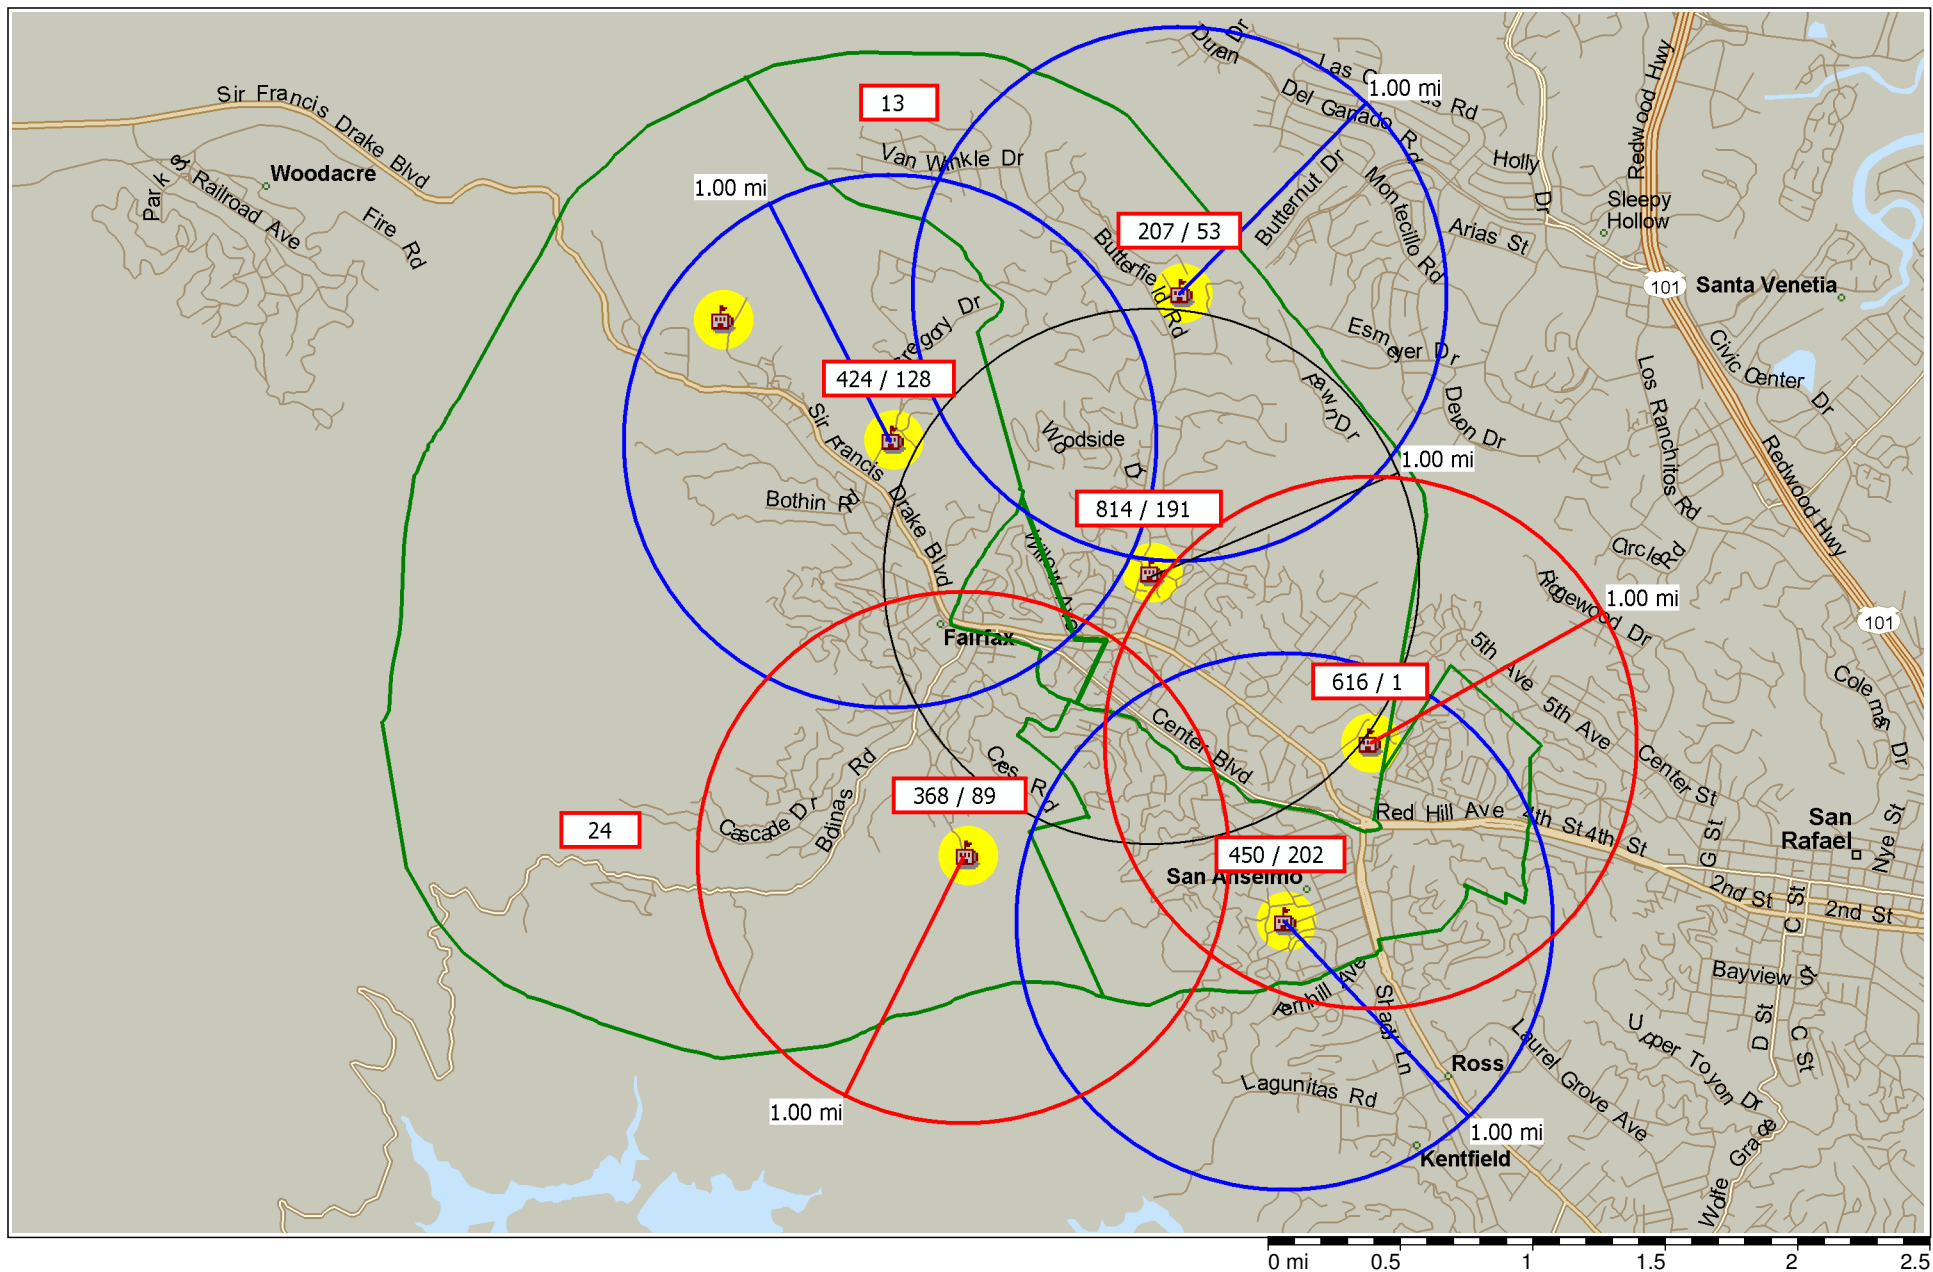 Duen Dr
Las
Rd
1.00 mi
Del Ganado Rd
13
Sir Francis Drake Blvd
Redwood Hwy
Van Winkle Dr
Woodacre
Holly Dr
Park &
Railroad Ave
Fire Rd
1.00 mi
Butternut Dr
Montecillo Rd
Sleepy
Hollow
207 / 53
Arias St
Butterfield Rd
101
Santa Venetia
Gregory Dr
Esmeyer Dr
Civic Center Dr
Los Ranchitos Rd
424 / 128
Fawn Dr
Devon Dr
Sir Francis Drake Blvd
Woodside Dr
1.00 mi
Redwood Hwy
Bothin Rd
814 / 191
Willow Ave
Circle Rd
Ridgewood Dr
1.00 mi
101
Fairfax
5th Ave
5th Ave
616 / 1
Coleman Dr
Center Blvd
Center St
Cascade Dr
Bolinas Rd
368 / 89
Red Hill Ave
4th St
4th St
G St
San
Rafael
Nye St
24
450 / 202
San Anselmo
2nd St
C St
2nd St
Fernhill Ave
Shady Ln
Bayview St
D St
C St
Laurel Grove Ave
Upper Toyon Dr
Ross
Lagunitas Rd
1.00 mi
1.00 mi
Kentfield
Wolfe Grade
0 mi 0.5 1 1.5 2 2.5